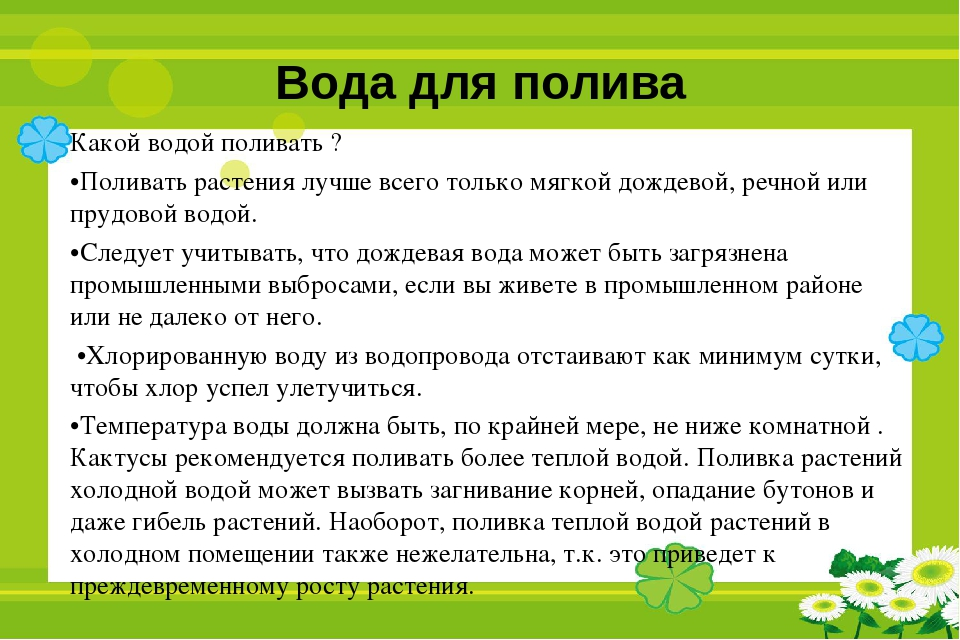 Вода для полива
Какой водой поливать ?
•Поливать растения лучше всего только мягкой дождевой, речной или
прудовой водой.
•Следует учитывать, что дождевая вода может быть загрязнена
промышленными выбросами, если вы живете в промышленном районе
или не далеко от него.
•Хлорированную воду из водопровода отстаивают как минимум сутки,
чтобы хлор успел улетучиться.
•Температура воды должна быть, по крайней мере, не ниже комнатной .
Кактусы рекомендуется поливать более теплой водой. Поливка растений
холодной водой может вызвать загнивание корней, опадание бутонов и
даже гибель растений. Наоборот, поливка теплой водой растений в
холодном помещении также нежелательна, т.к. это приведет к
преждевременному росту растения.